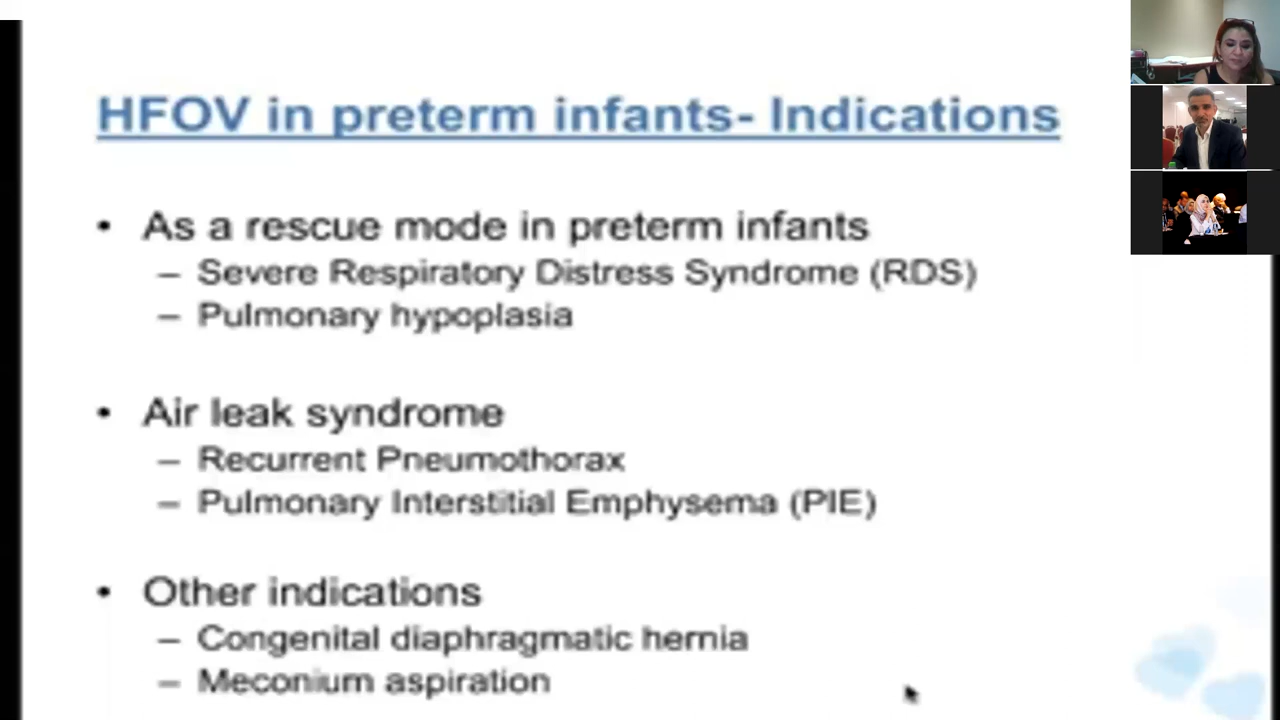 HFOV in preterm infants- Indications
• As a rescue mode in preterm infants
– Severe Respiratory Distress Syndrome (RDS)
– Pulmonary hypoplasia
• Air leak syndrome
– Recurrent Pneumothorax
– Pulmonary Interstitial Emphysema (PIE)
• Other indications
– Congenital diaphragmatic hernia
– Meconium aspiration